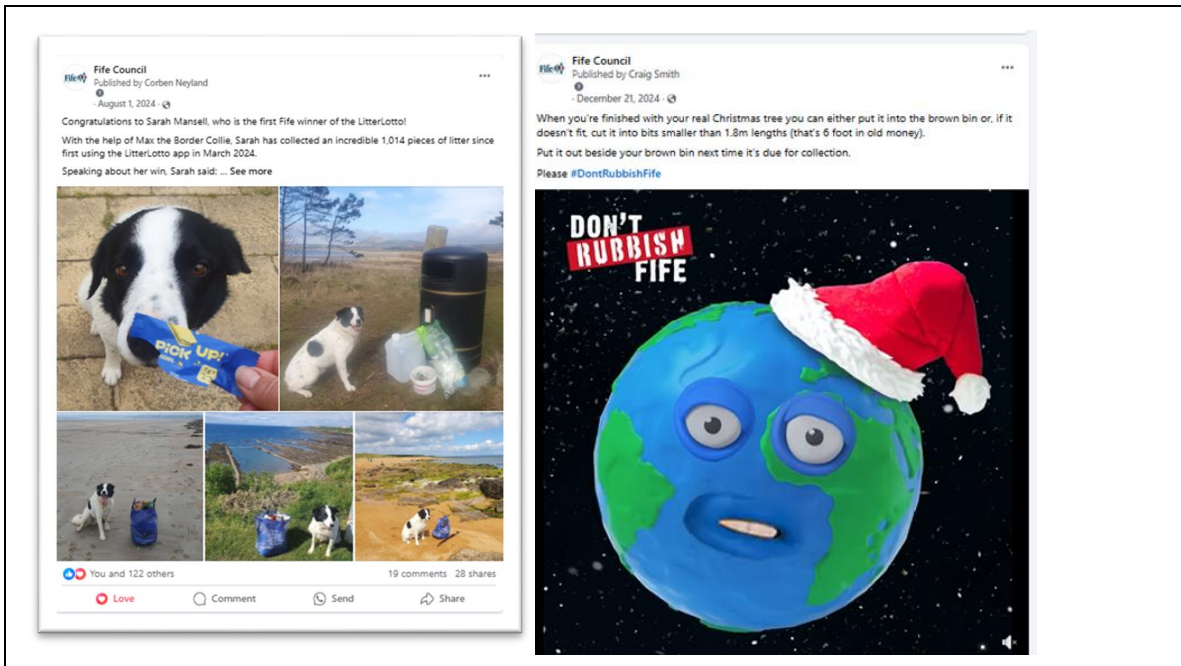 Fife
Fife Council
Published by Corben Neyland
· August 1, 2024 ·
Congratulations to Sarah Mansell, who is the first Fife winner of the LitterLotto!
With the help of Max the Border Collie, Sarah has collected an incredible 1,014 pieces of litter since
first using the LitterLotto app in March 2024.
Speaking about her win, Sarah said: ... See more
PiCK UP!
You and 122 others
19 comments 28 shares
Love
Comment
Send
Share
Fife
Fife Council
Published by Craig Smith
· December 21, 2024 ·
When you're finished with your real Christmas tree you can either put it into the brown bin or, if it
doesn't fit, cut it into bits smaller than 1.8m lengths (that's 6 foot in old money).
Put it out beside your brown bin next time it's due for collection.
Please #DontRubbishFife
DON'T
RUBBISH
FIFE